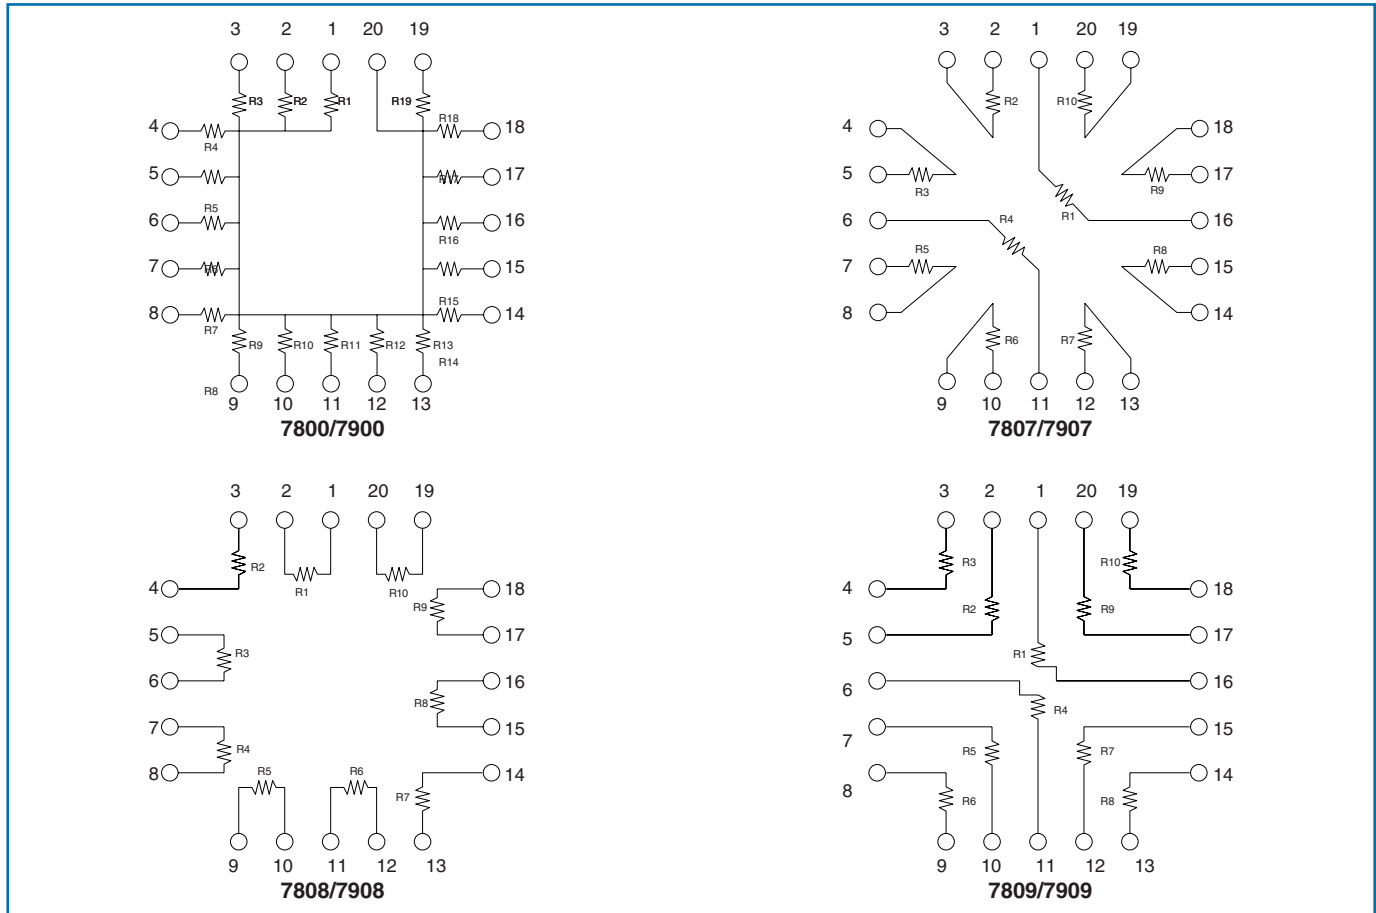 3 2 1 20 19
R3 R2 R1 R19
R18
4 18
R4
5 17
R17
R5
6 16
R16
7 15
R6
R15
8 14
R7
R9 R10 R11 R12 R13
R14
R8
9 10 11 12 13
7800/7900
3 2 1 20 19
R2 R10
4 18
5 17
R3 R9
6 R4 R1 16
R5 R8
7 15
8 14
R6 R7
9 10 11 12 13
7807/7907
3 2 1 20 19
R2
4 R1 R10 18
R9
5 17
R3
6 16
R8
7 15
R4
8 R5 R6 14
R7
9 10 11 12 13
7808/7908
3 2 1 20 19
R3 R10
4 18
R2 R9
5 17
R1
6 16
R4
7 15
R5 R7
8 14
R6 R8
9 10 11 12 13
7809/7909